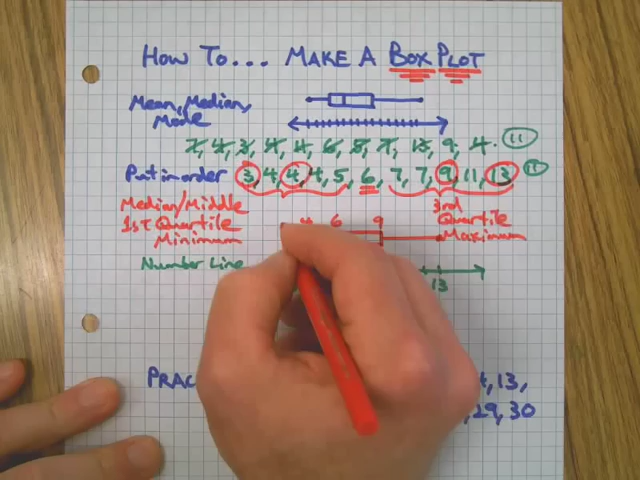 How To... Make A Box Plot
Mean, Median,
Mode
7, 4, 3, 4, 4, 6, 5, 7, 13, 9, 4. 11
Put in order 3, 4, 4, 4, 5, 6, 7, 7, 9, 11, 13 11
Median/Middle 3rd
1st Quartile 4 6 9 Quartile
Minimum Maximum
Number Line 13
13,
29, 30